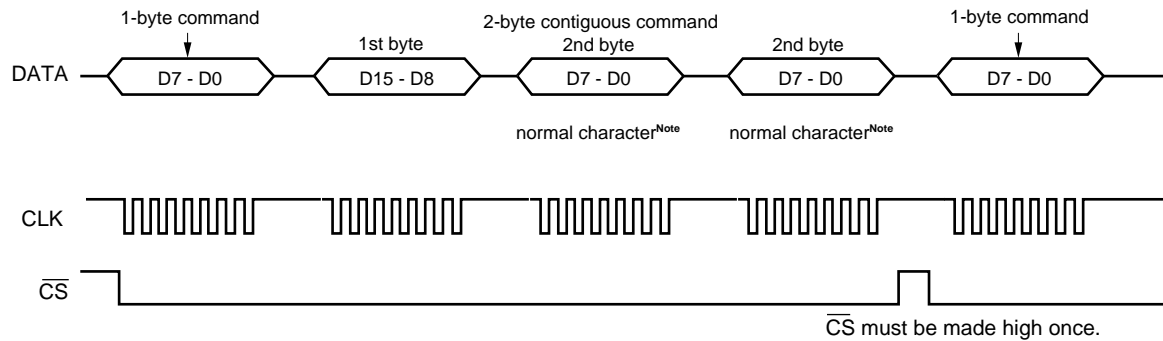 1-byte command
2-byte contiguous command
1-byte command
1st byte
2nd byte
2nd byte
DATA
D7 - D0
D15 - D8
D7 - D0
D7 - D0
D7 - D0
normal characterNote
normal characterNote
CLK
CS
CS must be made high once.